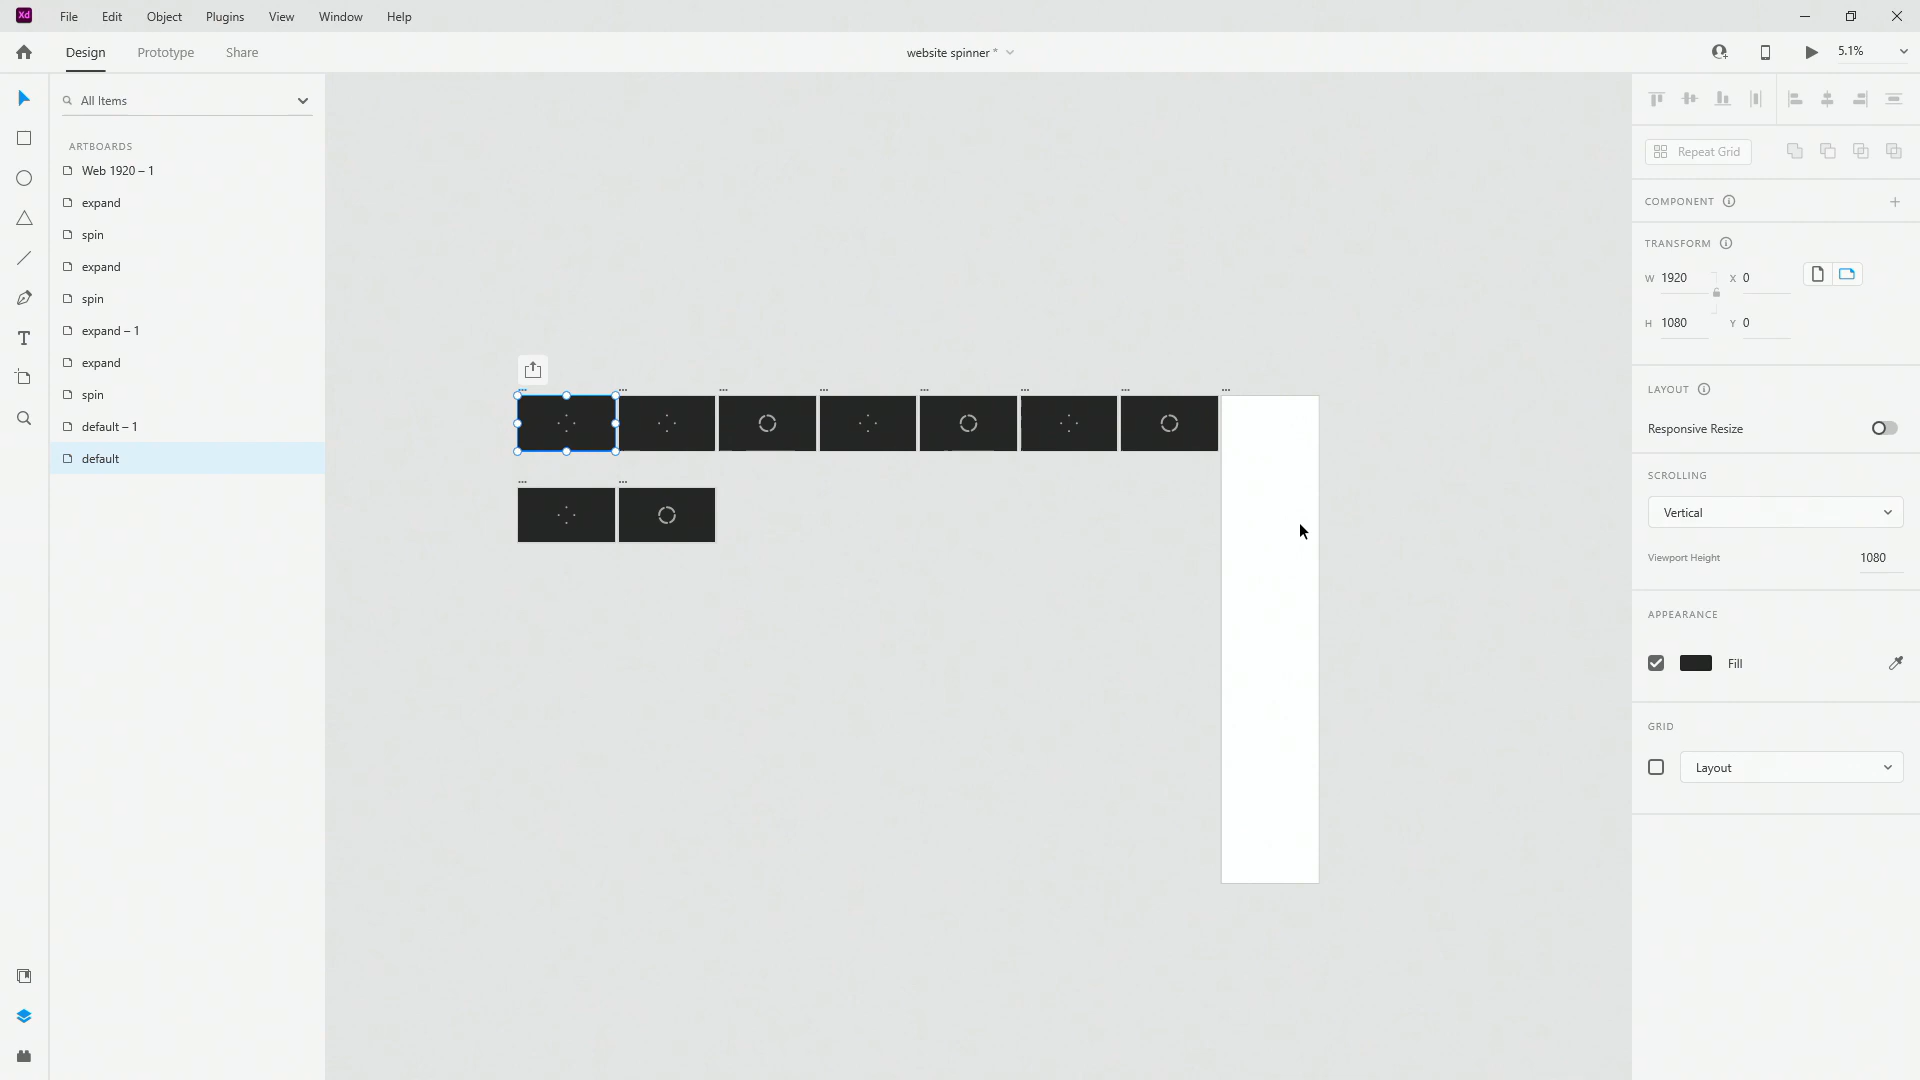 Xd File Edit Object Plugins View Window Help
Design Prototype Share website spinner * 5.1%
All Items
ARTBOARDS
Web 1920 – 1
expand
spin
expand
spin
expand – 1
expand
spin
default – 1
default
Repeat Grid
COMPONENT
TRANSFORM
W 1920 X 0
H 1080 Y 0
LAYOUT
Responsive Resize
SCROLLING
Vertical
Viewport Height 1080
APPEARANCE
Fill
GRID
Layout